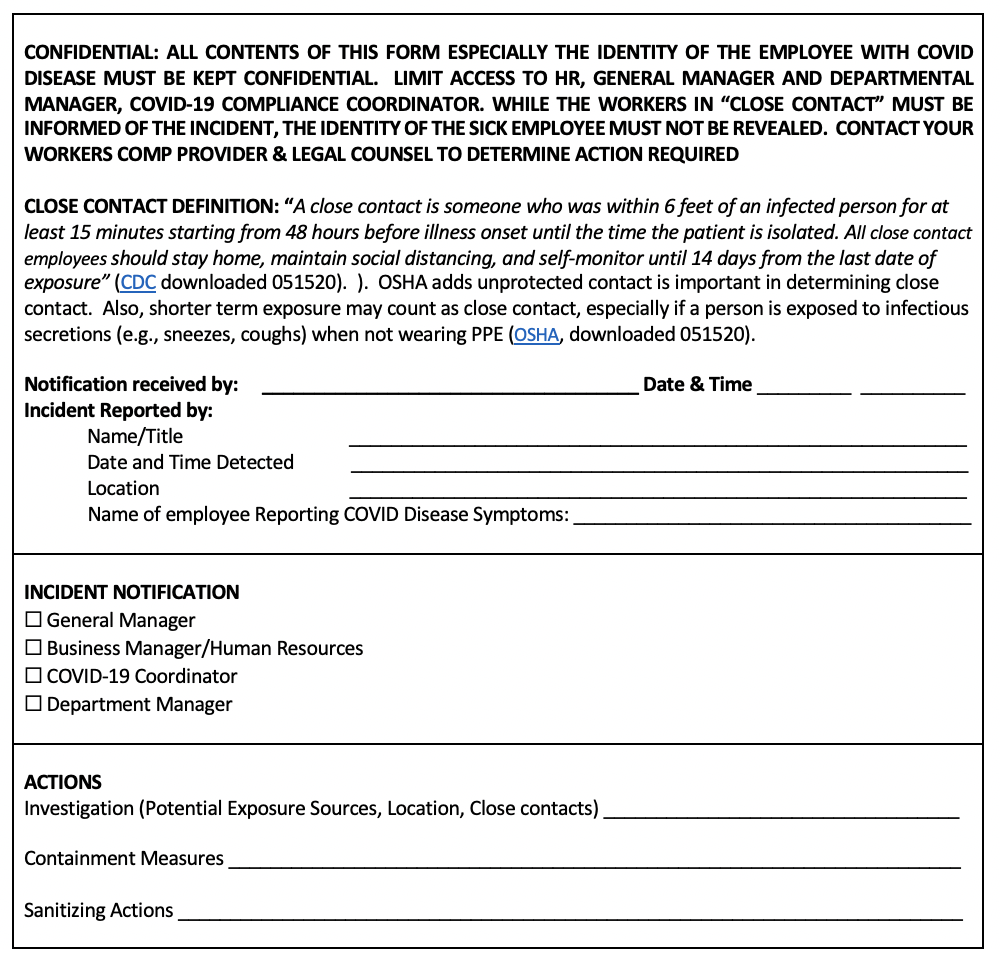 CONFIDENTIAL: ALL CONTENTS OF THIS FORM ESPECIALLY THE IDENTITY OF THE EMPLOYEE WITH COVID
DISEASE MUST BE KEPT CONFIDENTIAL. LIMIT ACCESS TO HR, GENERAL MANAGER AND DEPARTMENTAL
MANAGER, COVID-19 COMPLIANCE COORDINATOR. WHILE THE WORKERS IN “CLOSE CONTACT” MUST BE
INFORMED OF THE INCIDENT, THE IDENTITY OF THE SICK EMPLOYEE MUST NOT BE REVEALED. CONTACT YOUR
WORKERS COMP PROVIDER & LEGAL COUNSEL TO DETERMINE ACTION REQUIRED
CLOSE CONTACT DEFINITION: “A close contact is someone who was within 6 feet of an infected person for at
least 15 minutes starting from 48 hours before illness onset until the time the patient is isolated. All close contact
employees should stay home, maintain social distancing, and self-monitor until 14 days from the last date of
exposure” (CDC downloaded 051520). ). OSHA adds unprotected contact is important in determining close
contact. Also, shorter term exposure may count as close contact, especially if a person is exposed to infectious
secretions (e.g., sneezes, coughs) when not wearing PPE (OSHA, downloaded 051520).
Notification received by: ______________________________ Date & Time _________ __________
Incident Reported by:
Name/Title ______________________________
Date and Time Detected ______________________________
Location ______________________________
Name of employee Reporting COVID Disease Symptoms: ______________________________
INCIDENT NOTIFICATION
☐ General Manager
☐ Business Manager/Human Resources
☐ COVID-19 Coordinator
☐ Department Manager
ACTIONS
Investigation (Potential Exposure Sources, Location, Close contacts) ______________________________
Containment Measures ______________________________
Sanitizing Actions ______________________________